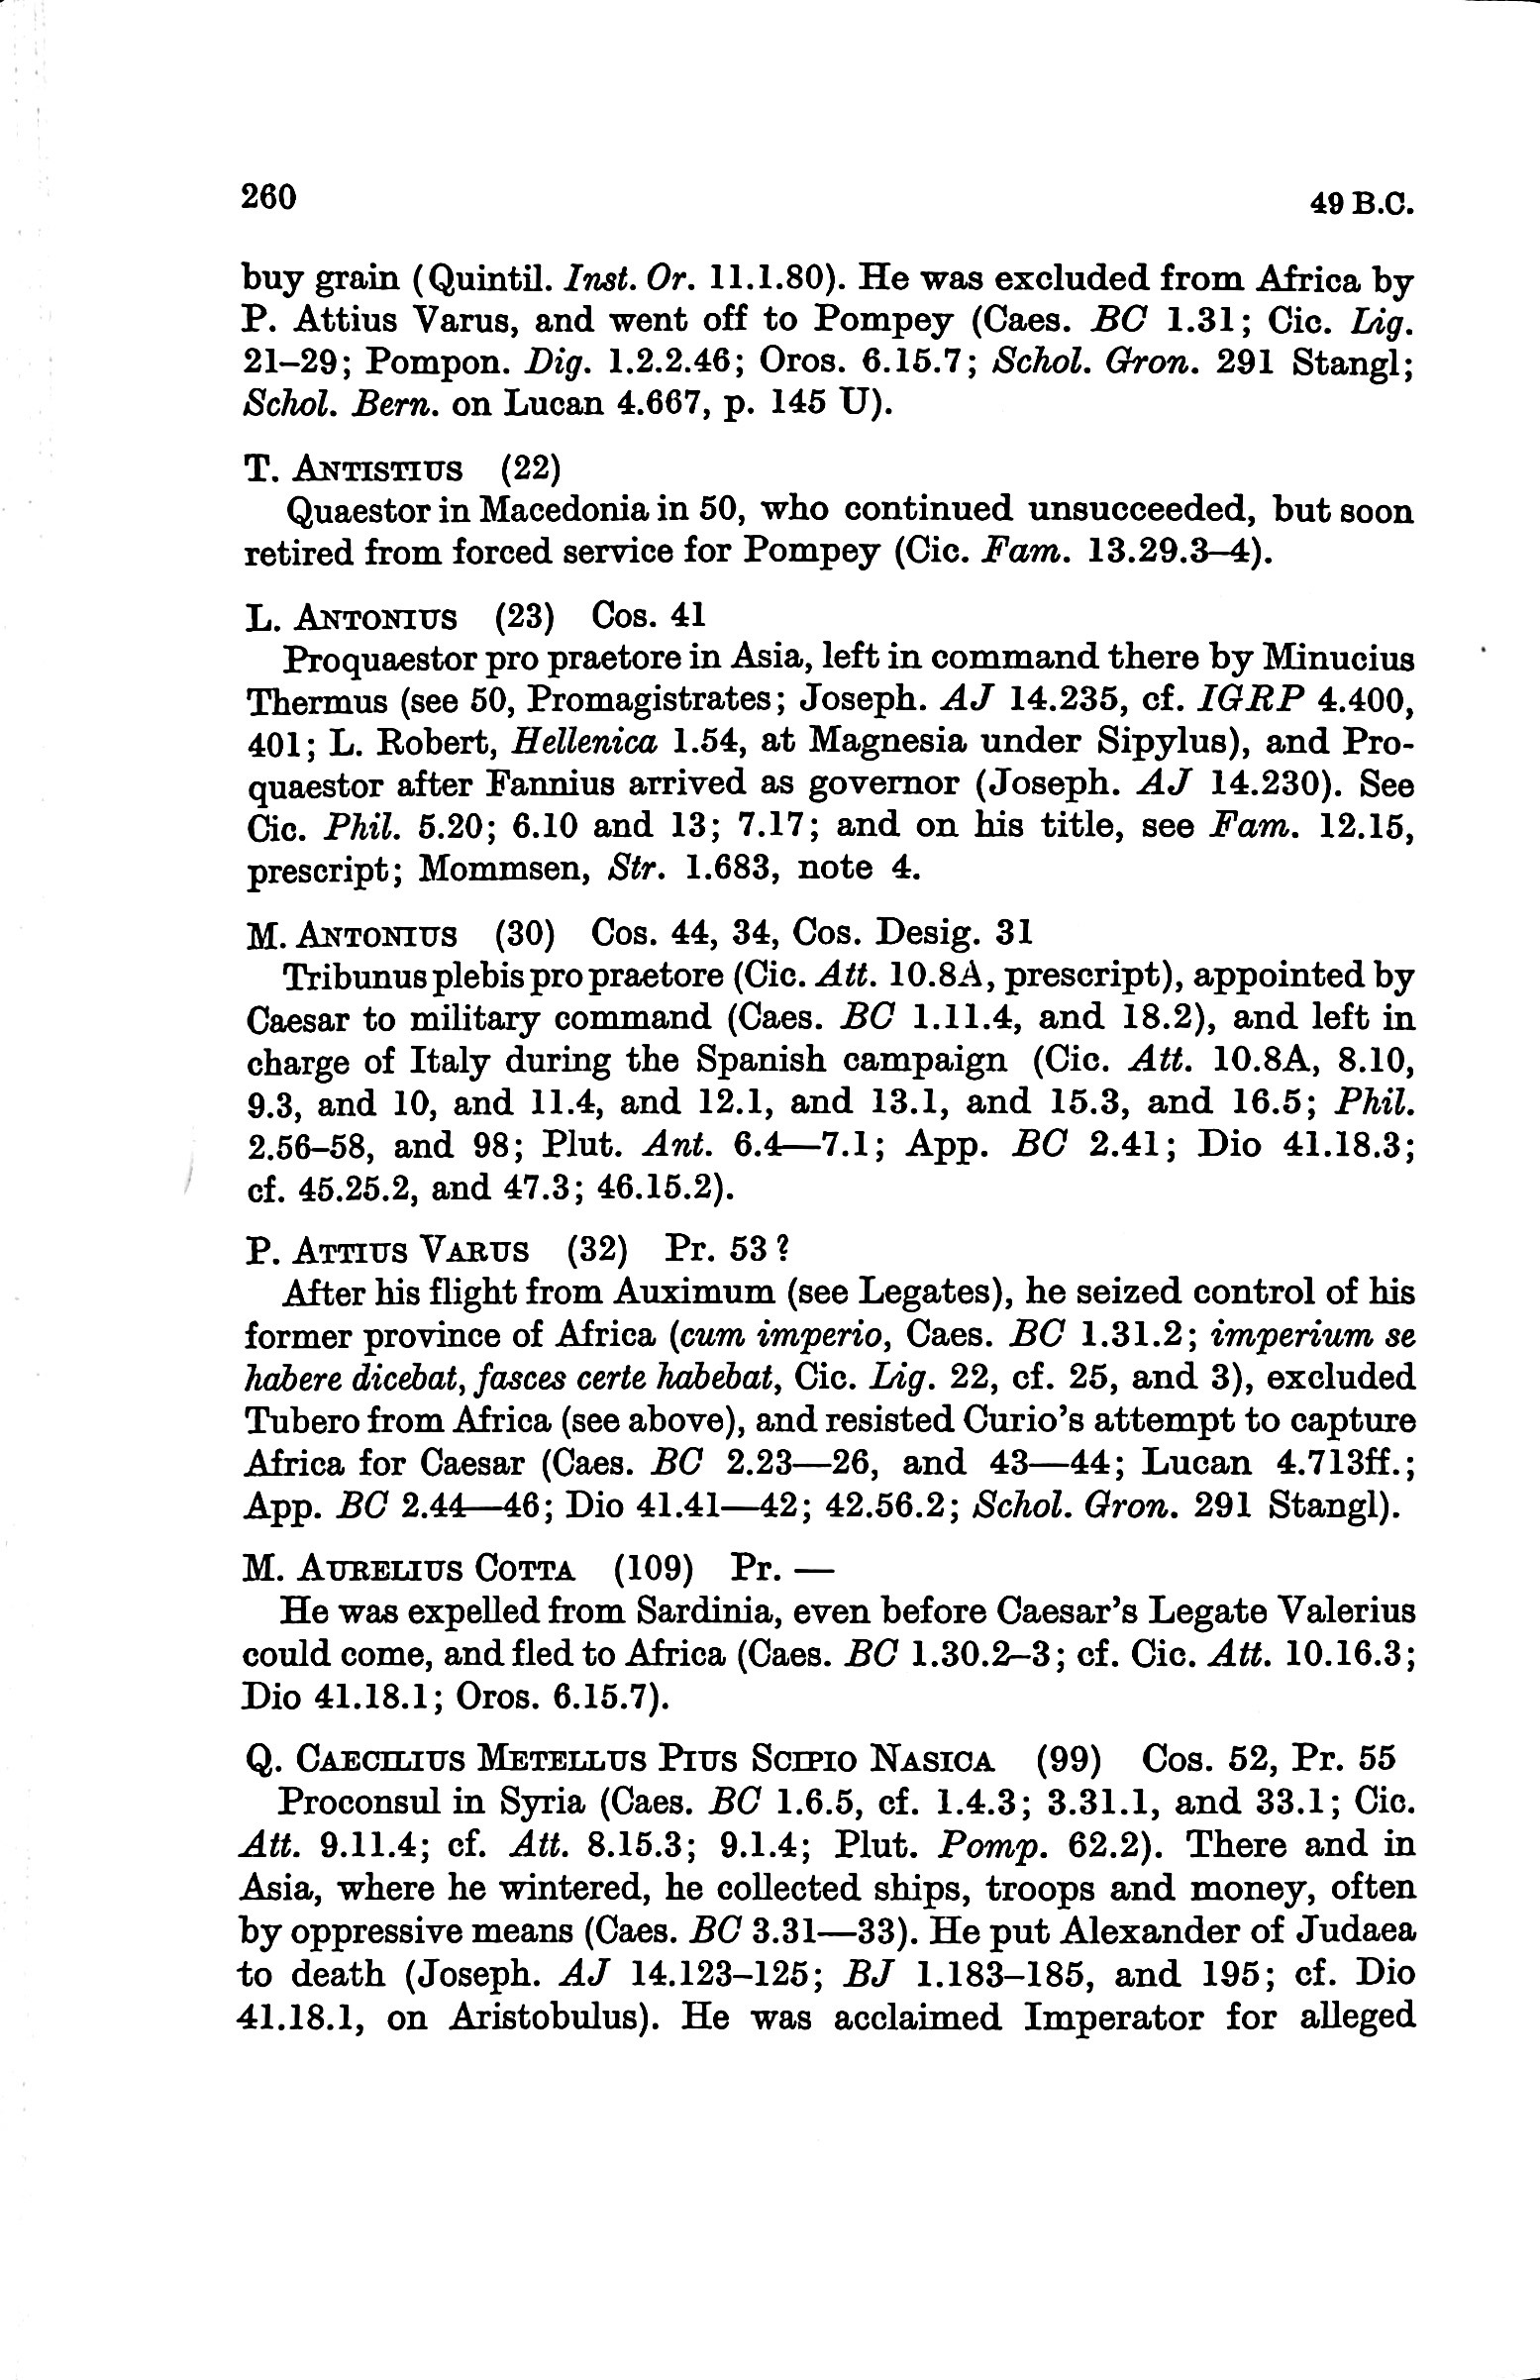 260
49 B.C.
buy grain (Quintil. Inst. Or. 11.1.80). He was excluded from Africa by
P. Attius Varus, and went off to Pompey (Caes. BC 1.31; Cic. Lig.
21–29; Pompon. Dig. 1.2.2.46; Oros. 6.15.7; Schol. Gron. 291 Stangl;
Schol. Bern. on Lucan 4.667, p. 145 U).
T. ANTISTIUS (22)
Quaestor in Macedonia in 50, who continued unsucceeded, but soon
retired from forced service for Pompey (Cic. Fam. 13.29.3–4).
L. ANTONIUS (23) Cos. 41
Proquaestor pro praetore in Asia, left in command there by Minucius
Thermus (see 50, Promagistrates; Joseph. AJ 14.235, cf. IGRP 4.400,
401; L. Robert, Hellenica 1.54, at Magnesia under Sipylus), and Pro-
quaestor after Fannius arrived as governor (Joseph. AJ 14.230). See
Cic. Phil. 5.20; 6.10 and 13; 7.17; and on his title, see Fam. 12.15,
prescript; Mommsen, Str. 1.683, note 4.
M. ANTONIUS (30) Cos. 44, 34, Cos. Desig. 31
Tribunus plebis pro praetore (Cic. Att. 10.8A, prescript), appointed by
Caesar to military command (Caes. BC 1.11.4, and 18.2), and left in
charge of Italy during the Spanish campaign (Cic. Att. 10.8A, 8.10,
9.3, and 10, and 11.4, and 12.1, and 13.1, and 15.3, and 16.5; Phil.
2.56–58, and 98; Plut. Ant. 6.4—7.1; App. BC 2.41; Dio 41.18.3;
cf. 45.25.2, and 47.3; 46.15.2).
P. ATTIUS VARUS (32) Pr. 53?
After his flight from Auximum (see Legates), he seized control of his
former province of Africa (cum imperio, Caes. BC 1.31.2; imperium se
habere dicebat, fasces certe habebat, Cic. Lig. 22, cf. 25, and 3), excluded
Tubero from Africa (see above), and resisted Curio's attempt to capture
Africa for Caesar (Caes. BC 2.23—26, and 43—44; Lucan 4.713ff.;
App. BC 2.44—46; Dio 41.41—42; 42.56.2; Schol. Gron. 291 Stangl).
M. AURELIUS COTTA (109) Pr. —
He was expelled from Sardinia, even before Caesar's Legate Valerius
could come, and fled to Africa (Caes. BC 1.30.2–3; cf. Cic. Att. 10.16.3;
Dio 41.18.1; Oros. 6.15.7).
Q. CAECILIUS METELLUS PIUS SCIPIO NASICA (99) Cos. 52, Pr. 55
Proconsul in Syria (Caes. BC 1.6.5, cf. 1.4.3; 3.31.1, and 33.1; Cic.
Att. 9.11.4; cf. Att. 8.15.3; 9.1.4; Plut. Pomp. 62.2). There and in
Asia, where he wintered, he collected ships, troops and money, often
by oppressive means (Caes. BC 3.31—33). He put Alexander of Judaea
to death (Joseph. AJ 14.123–125; BJ 1.183–185, and 195; cf. Dio
41.18.1, on Aristobulus). He was acclaimed Imperator for alleged